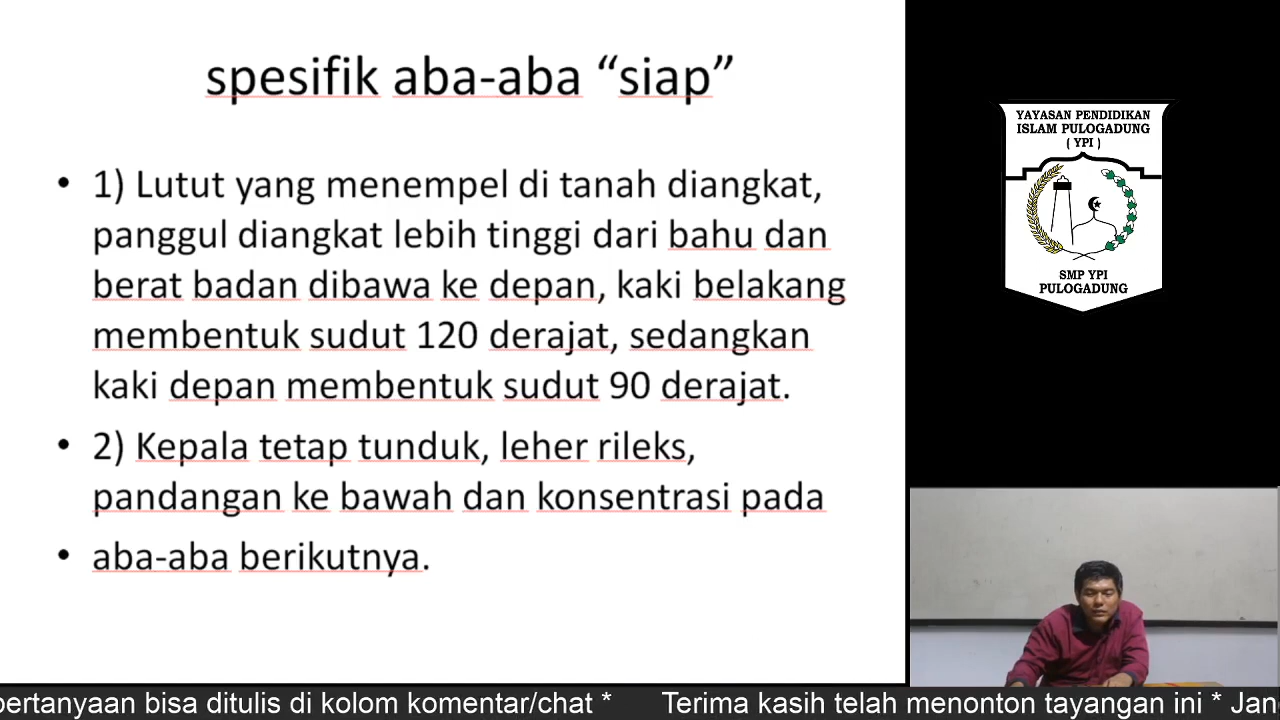 spesifik aba-aba “siap”
• 1) Lutut yang menempel di tanah diangkat,
panggul diangkat lebih tinggi dari bahu dan
berat badan dibawa ke depan, kaki belakang
membentuk sudut 120 derajat, sedangkan
kaki depan membentuk sudut 90 derajat.
• 2) Kepala tetap tunduk, leher rileks,
pandangan ke bawah dan konsentrasi pada
• aba-aba berikutnya.
YAYASAN PENDIDIKAN
ISLAM PULOGADUNG
( YPI )
SMP YPI
PULOGADUNG
pertanyaan bisa ditulis di kolom komentar/chat * Terima kasih telah menonton tayangan ini * Jan